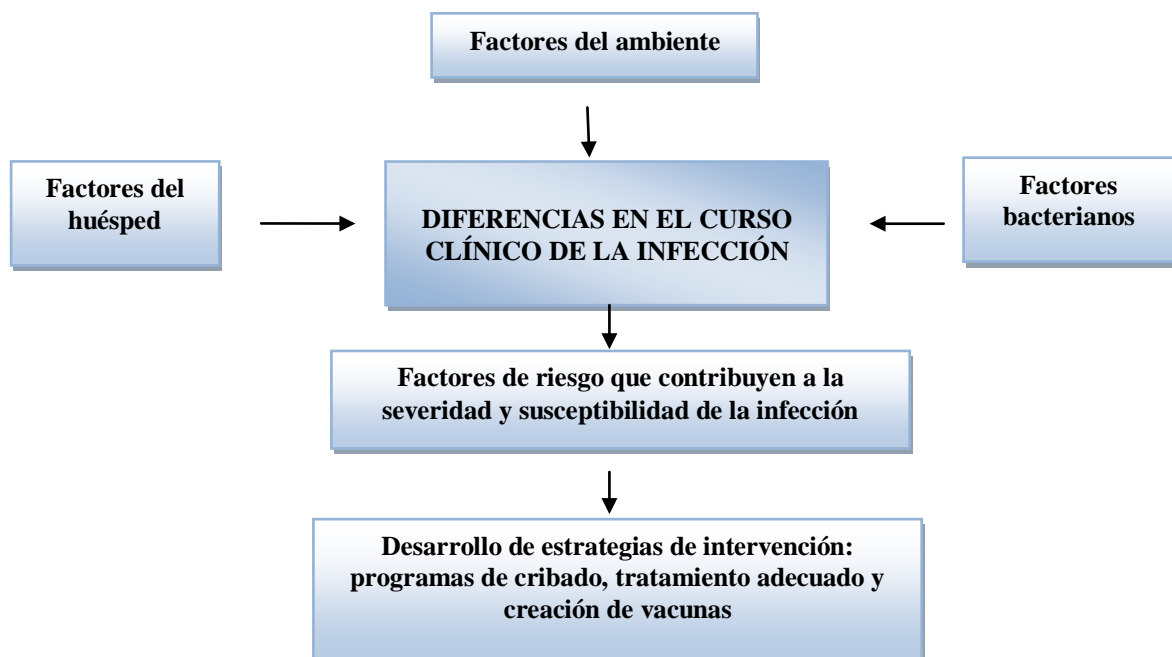 Factores del ambiente
Factores del
huésped
DIFERENCIAS EN EL CURSO
CLÍNICO DE LA INFECCIÓN
Factores
bacterianos
Factores de riesgo que contribuyen a la
severidad y susceptibilidad de la infección
Desarrollo de estrategias de intervención:
programas de cribado, tratamiento adecuado y
creación de vacunas